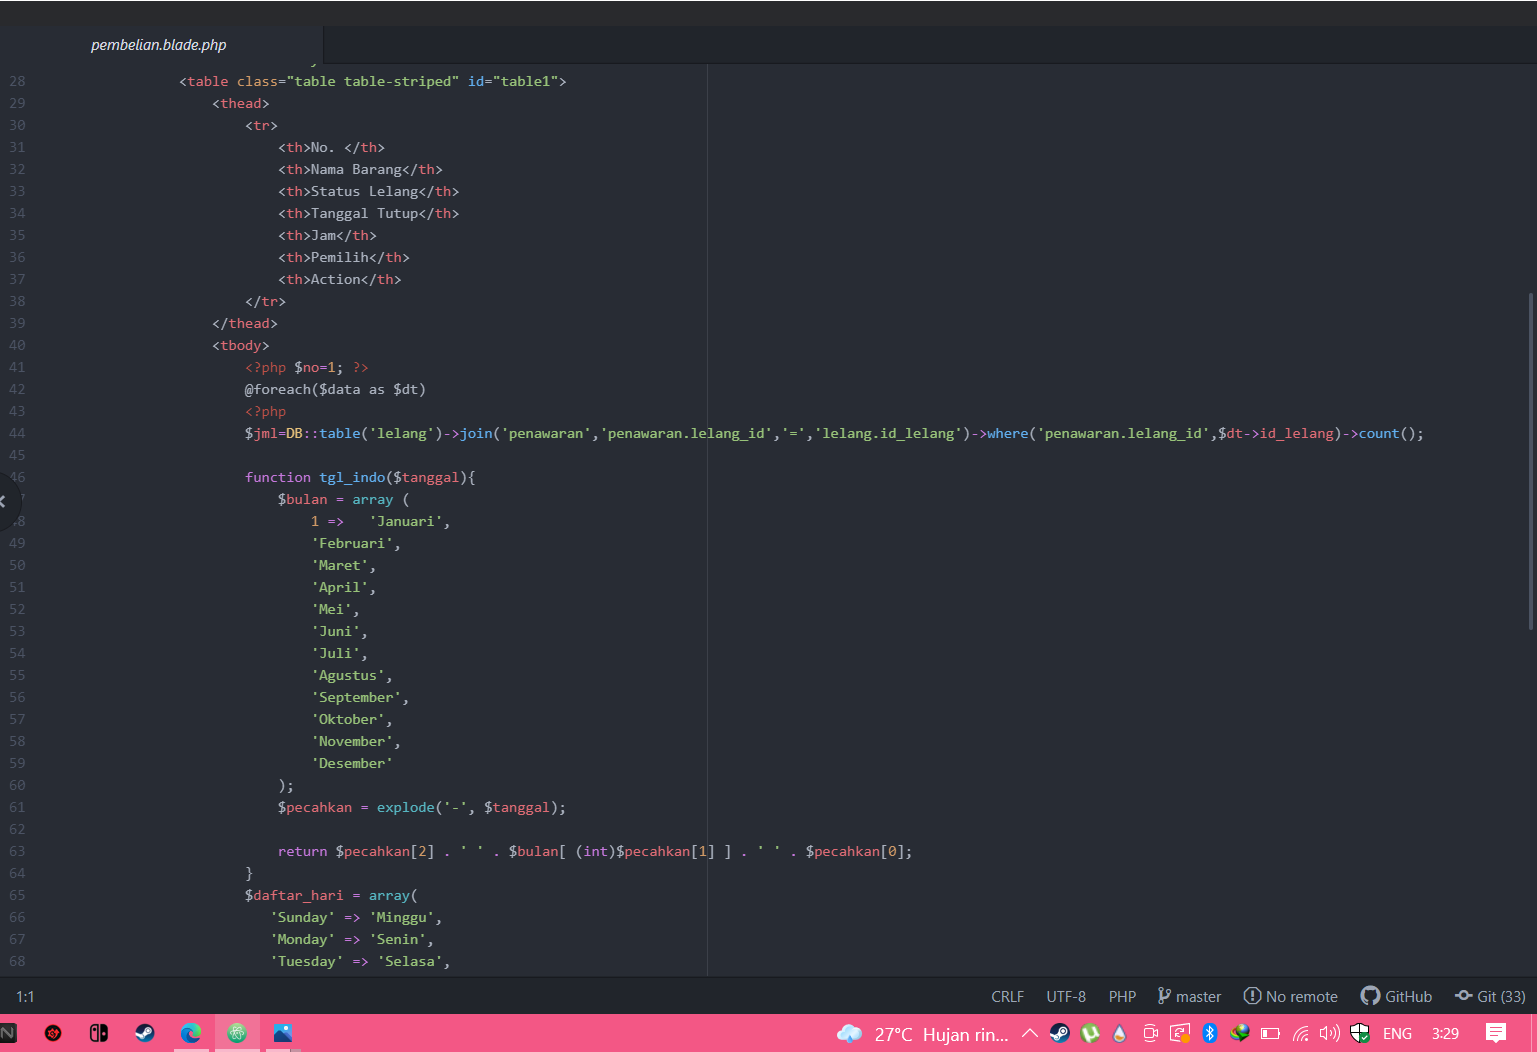 pembelian.blade.php
28 <table class="table table-striped" id="table1">
29 <thead>
30 <tr>
31 <th>No. </th>
32 <th>Nama Barang</th>
33 <th>Status Lelang</th>
34 <th>Tanggal Tutup</th>
35 <th>Jam</th>
36 <th>Pemilih</th>
37 <th>Action</th>
38 </tr>
39 </thead>
40 <tbody>
41 <?php $no=1; ?>
42 @foreach($data as $dt)
43 <?php
44 $jml=DB::table('lelang')->join('penawaran','penawaran.lelang_id','=','lelang.id_lelang')->where('penawaran.lelang_id',$dt->id_lelang)->count();
45
46 function tgl_indo($tanggal){
$bulan = array (
48 1 =>   'Januari',
49 'Februari',
50 'Maret',
51 'April',
52 'Mei',
53 'Juni',
54 'Juli',
55 'Agustus',
56 'September',
57 'Oktober',
58 'November',
59 'Desember'
60 );
61 $pecahkan = explode('-', $tanggal);
62
63 return $pecahkan[2] . ' ' . $bulan[ (int)$pecahkan[1] ] . ' ' . $pecahkan[0];
64 }
65 $daftar_hari = array(
66 'Sunday' => 'Minggu',
67 'Monday' => 'Senin',
68 'Tuesday' => 'Selasa',
1:1 CRLF UTF-8 PHP master No remote GitHub Git (33)
N 27°C Hujan rin... ENG 3:29